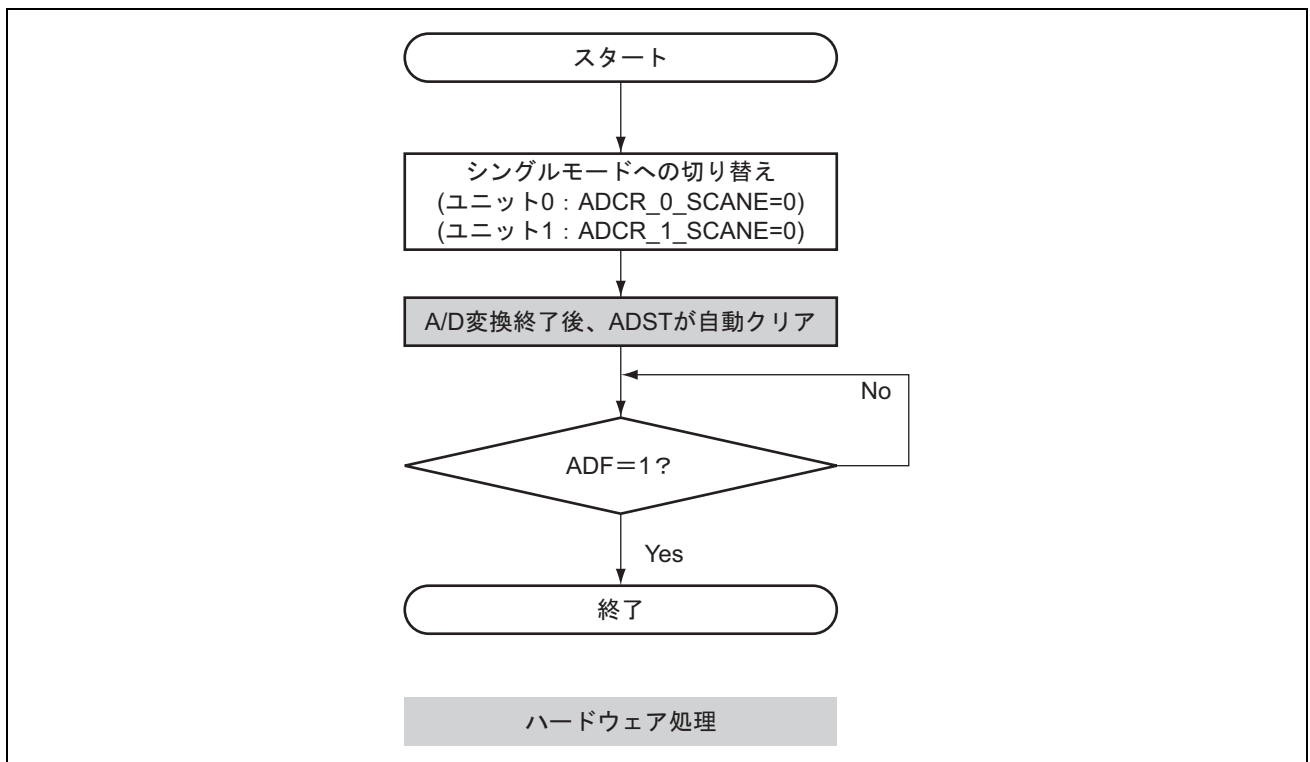 スタート
シングルモードへの切り替え
(ユニット0：ADCR_0_SCANE=0)
(ユニット1：ADCR_1_SCANE=0)
A/D変換終了後、ADSTが自動クリア
No
ADF＝1？
Yes
終了
ハードウェア処理